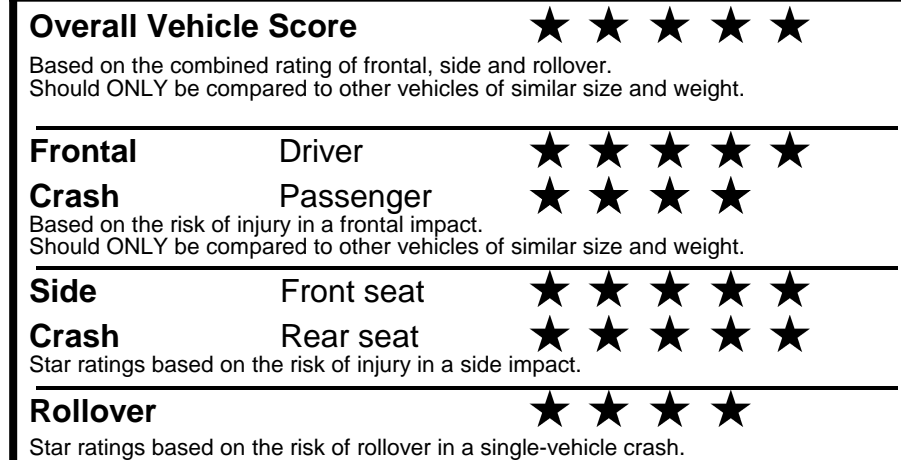 Overall Vehicle Score ★ ★ ★ ★ ★
Based on the combined rating of frontal, side and rollover.
Should ONLY be compared to other vehicles of similar size and weight.
Frontal Driver ★ ★ ★ ★ ★
Crash Passenger ★ ★ ★ ★
Based on the risk of injury in a frontal impact.
Should ONLY be compared to other vehicles of similar size and weight.
Side Front seat ★ ★ ★ ★ ★
Crash Rear seat ★ ★ ★ ★ ★
Star ratings based on the risk of injury in a side impact.
Rollover ★ ★ ★ ★
Star ratings based on the risk of rollover in a single-vehicle crash.